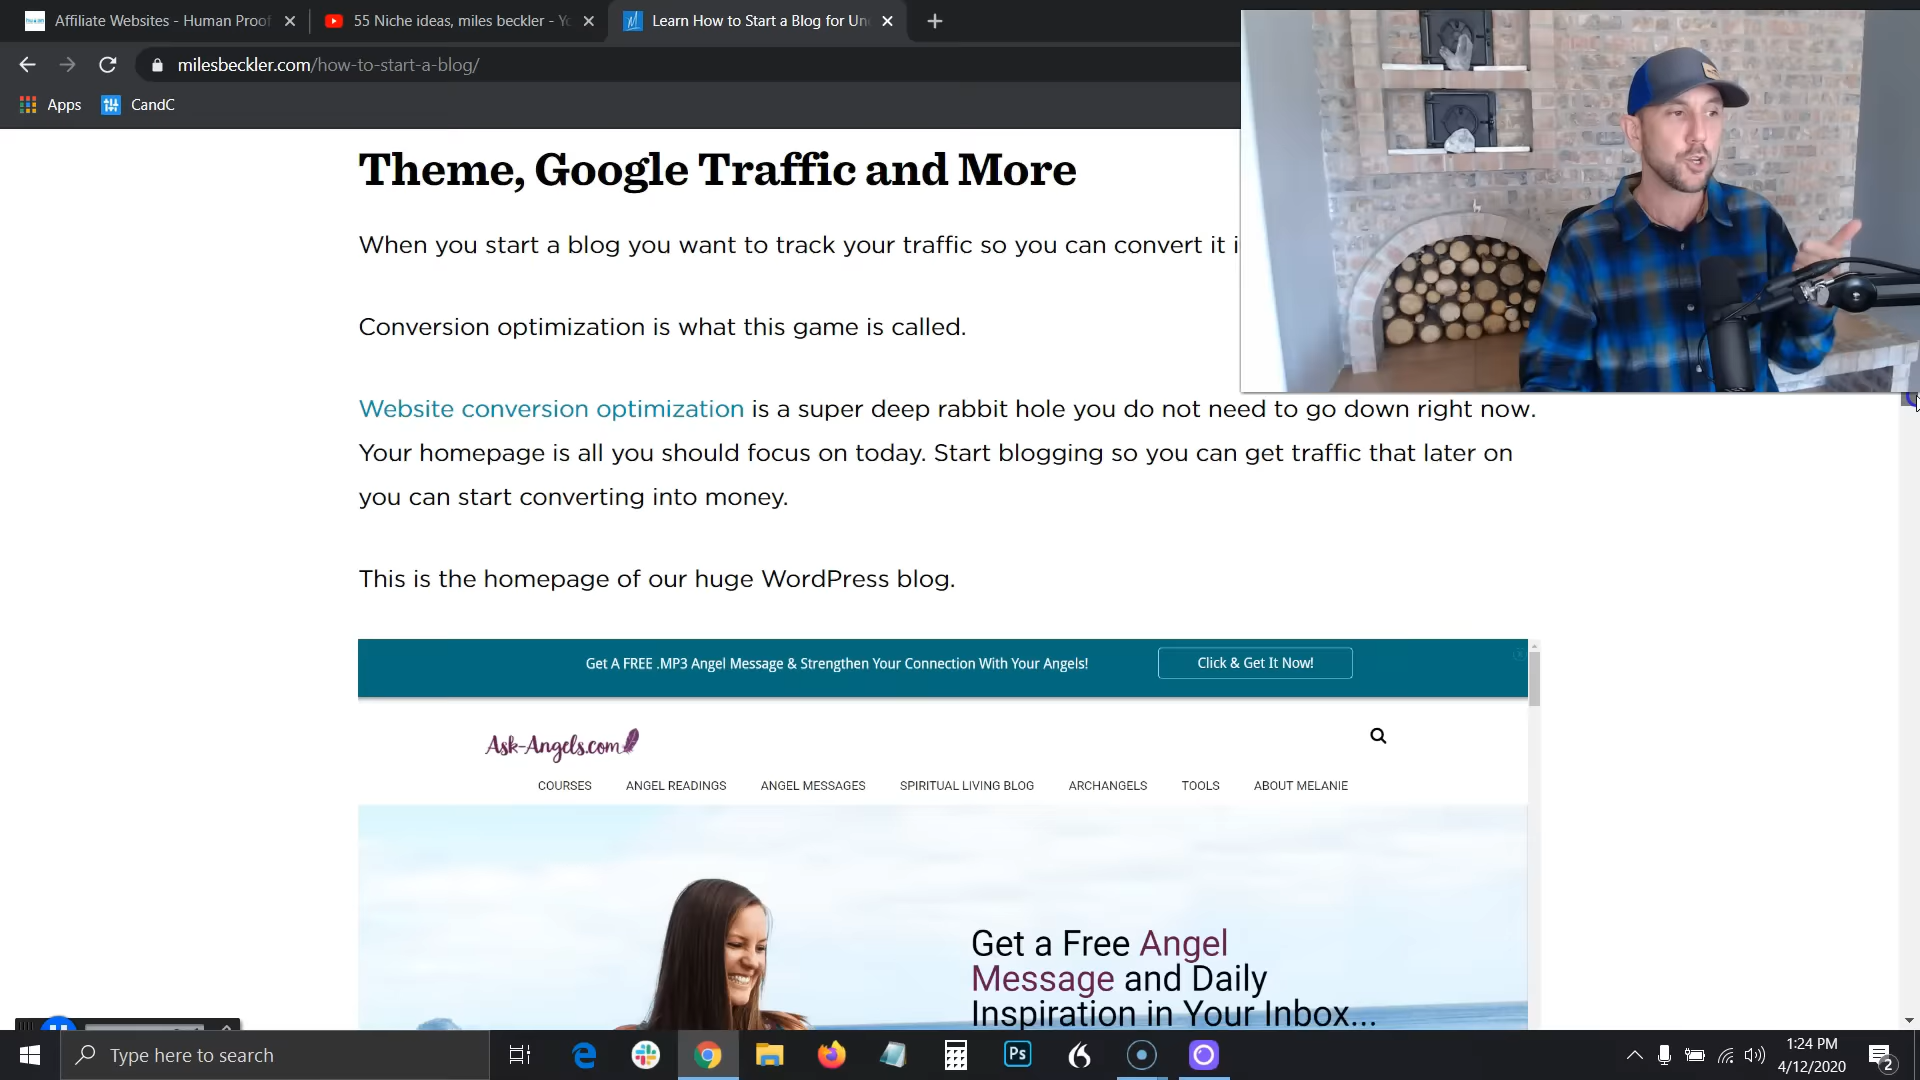 Affiliate Websites - Human Proof
55 Niche ideas, miles beckler - Yo
Learn How to Start a Blog for Un
milesbeckler.com/how-to-start-a-blog/
Apps
CandC
Theme, Google Traffic and More
When you start a blog you want to track your traffic so you can convert it i
Conversion optimization is what this game is called.
Website conversion optimization is a super deep rabbit hole you do not need to go down right now.
Your homepage is all you should focus on today. Start blogging so you can get traffic that later on
you can start converting into money.
This is the homepage of our huge WordPress blog.
Get A FREE .MP3 Angel Message & Strengthen Your Connection With Your Angels!
Click & Get It Now!
Ask-Angels.com
COURSES ANGEL READINGS ANGEL MESSAGES SPIRITUAL LIVING BLOG ARCHANGELS TOOLS ABOUT MELANIE
Get a Free Angel
Message and Daily
Inspiration in Your Inbox...
Type here to search
Ps
1:24 PM
4/12/2020
2